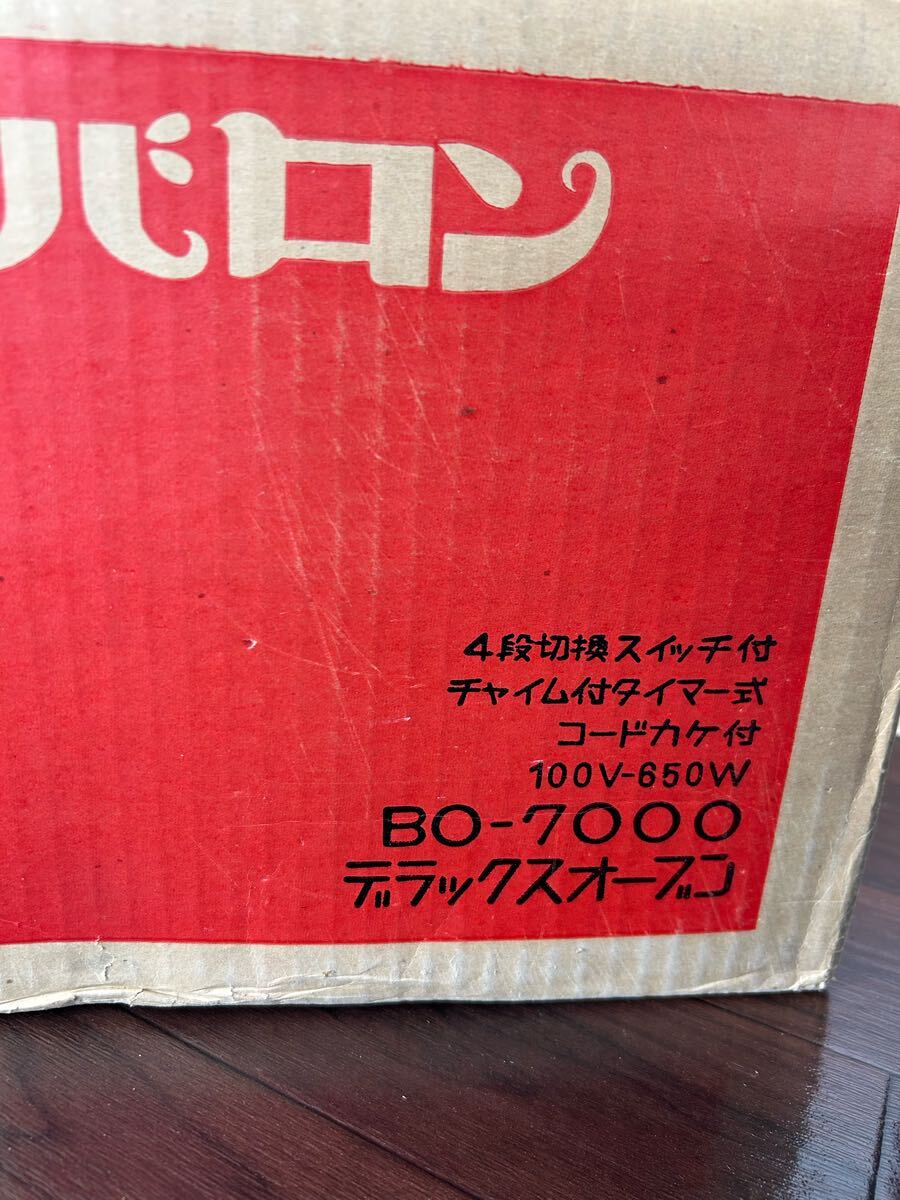 バロン
4段切換スイッチ付
チャイム付タイマー式
コードカケ付
100V-650W
BO-7000
デラックスオーブン